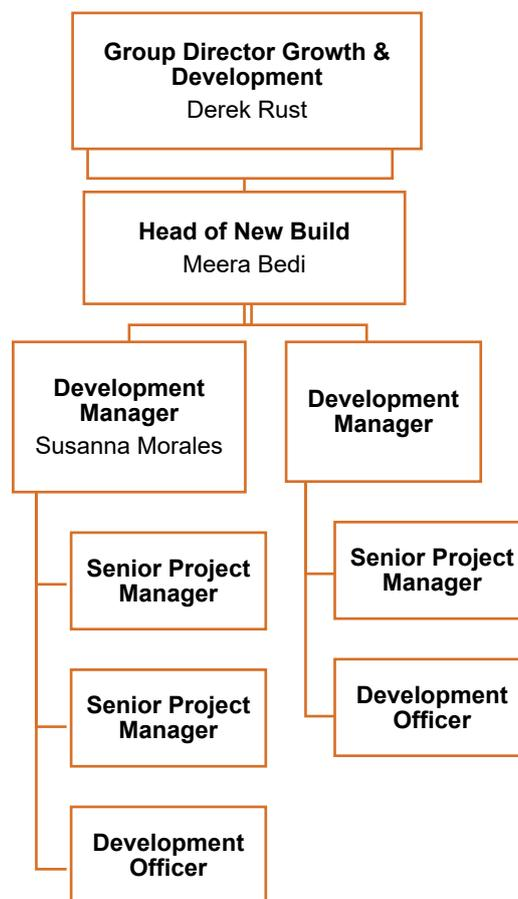 Group Director Growth &
Development
Derek Rust
Head of New Build
Meera Bedi
Development
Manager
Susanna Morales
Senior Project
Manager
Senior Project
Manager
Development
Officer
Development
Manager
Senior Project
Manager
Development
Officer